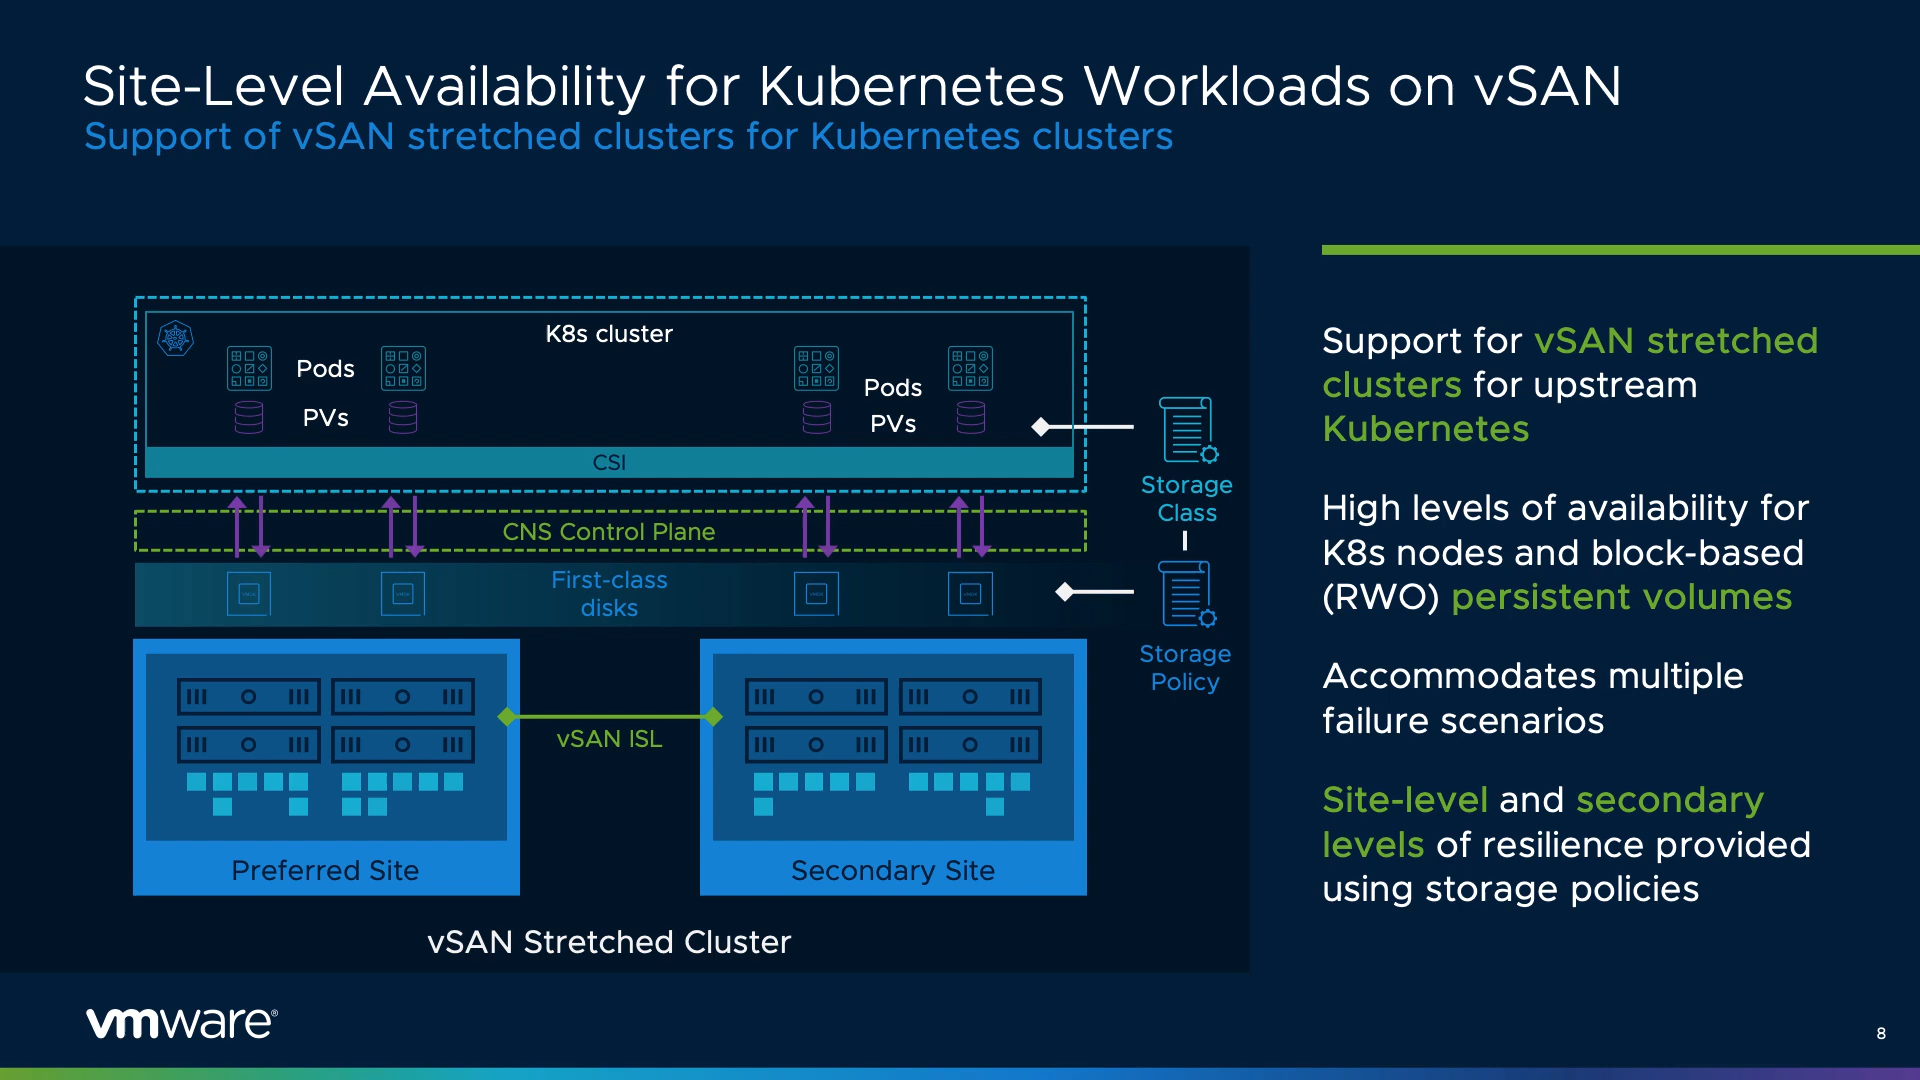 Site-Level Availability for Kubernetes Workloads on vSAN
Support of vSAN stretched clusters for Kubernetes clusters
K8s cluster
Pods
PVs
Pods
PVs
CSI
Storage
Class
CNS Control Plane
First-class
disks
Storage
Policy
vSAN ISL
Preferred Site
Secondary Site
vSAN Stretched Cluster
Support for vSAN stretched
clusters for upstream
Kubernetes
High levels of availability for
K8s nodes and block-based
(RWO) persistent volumes
Accommodates multiple
failure scenarios
Site-level and secondary
levels of resilience provided
using storage policies
vmware®
8